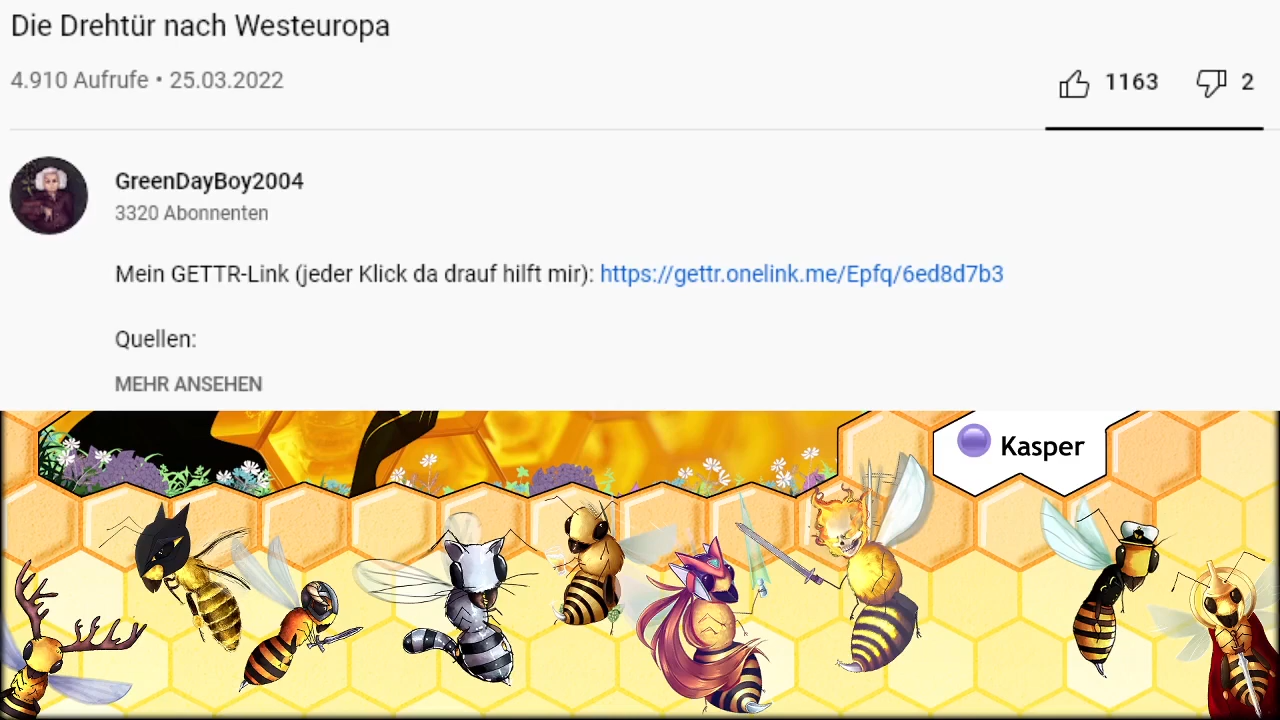 Die Drehtür nach Westeuropa
4.910 Aufrufe • 25.03.2022
1163
2
GreenDayBoy2004
3320 Abonnenten
Mein GETTR-Link (jeder Klick da drauf hilft mir): https://gettr.onelink.me/Epfq/6ed8d7b3
Quellen:
MEHR ANSEHEN
Kasper